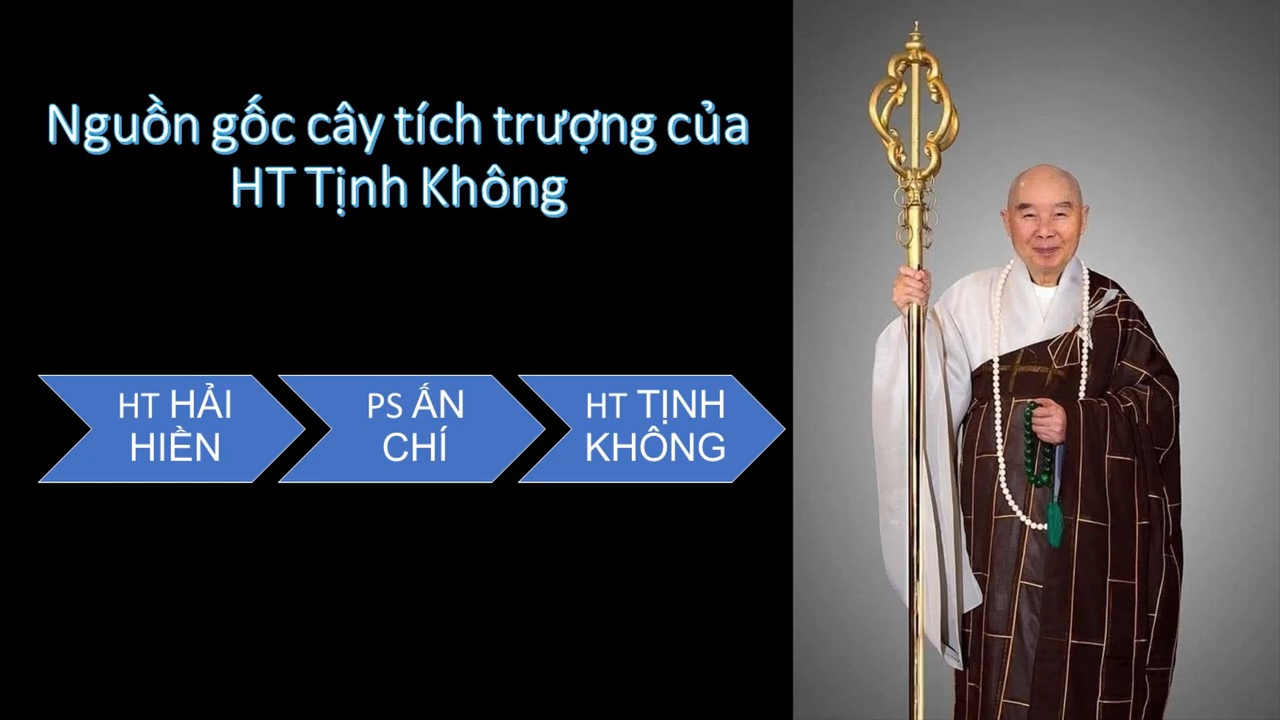 Nguồn gốc cây tích trượng của
HT Tịnh Không
HT HẢI
HIỀN
PS ẤN
CHÍ
HT TỊNH
KHÔNG